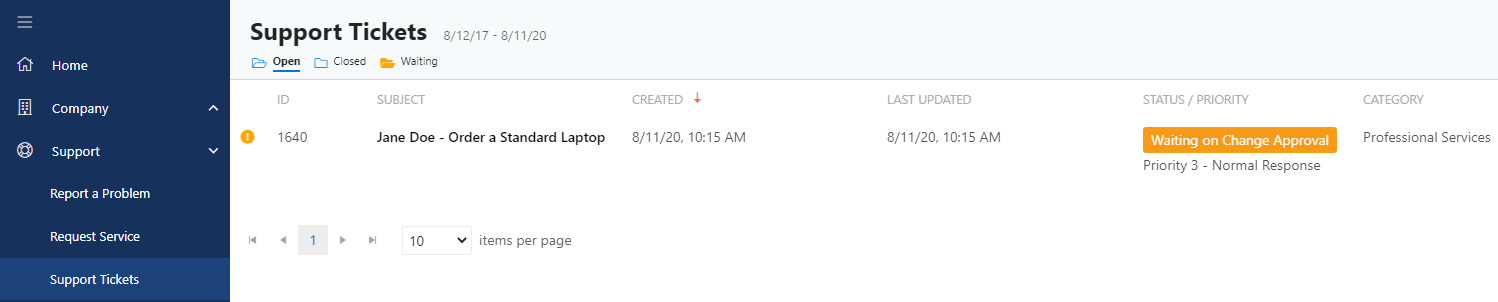 Support Tickets 8/12/17 - 8/11/20
Open Closed Waiting
Home
Company
Support
Report a Problem
Request Service
Support Tickets
ID SUBJECT CREATED LAST UPDATED STATUS / PRIORITY CATEGORY
1640 Jane Doe - Order a Standard Laptop 8/11/20, 10:15 AM 8/11/20, 10:15 AM Waiting on Change Approval Professional Services
Priority 3 - Normal Response
1 10 items per page